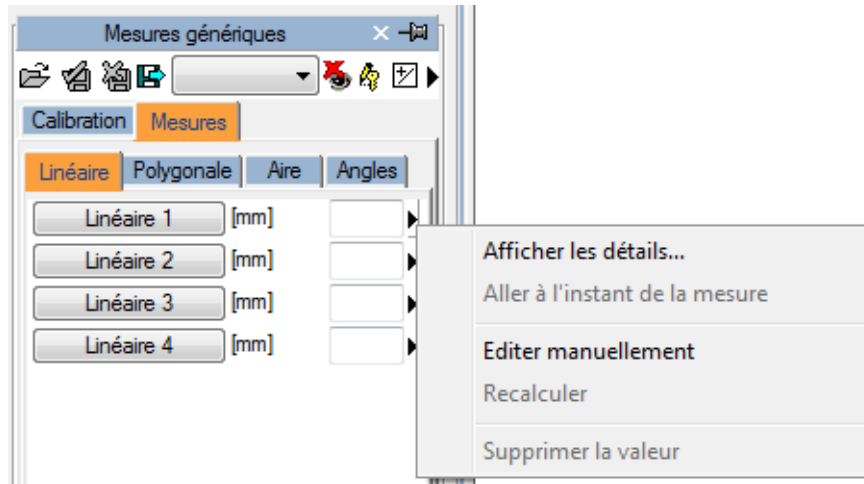 Mesures génériques
Calibration Mesures
Linéaire Polygonale Aire Angles
Linéaire 1 [mm]
Linéaire 2 [mm]
Linéaire 3 [mm]
Linéaire 4 [mm]
Afficher les détails...
Aller à l'instant de la mesure
Editer manuellement
Recalculer
Supprimer la valeur